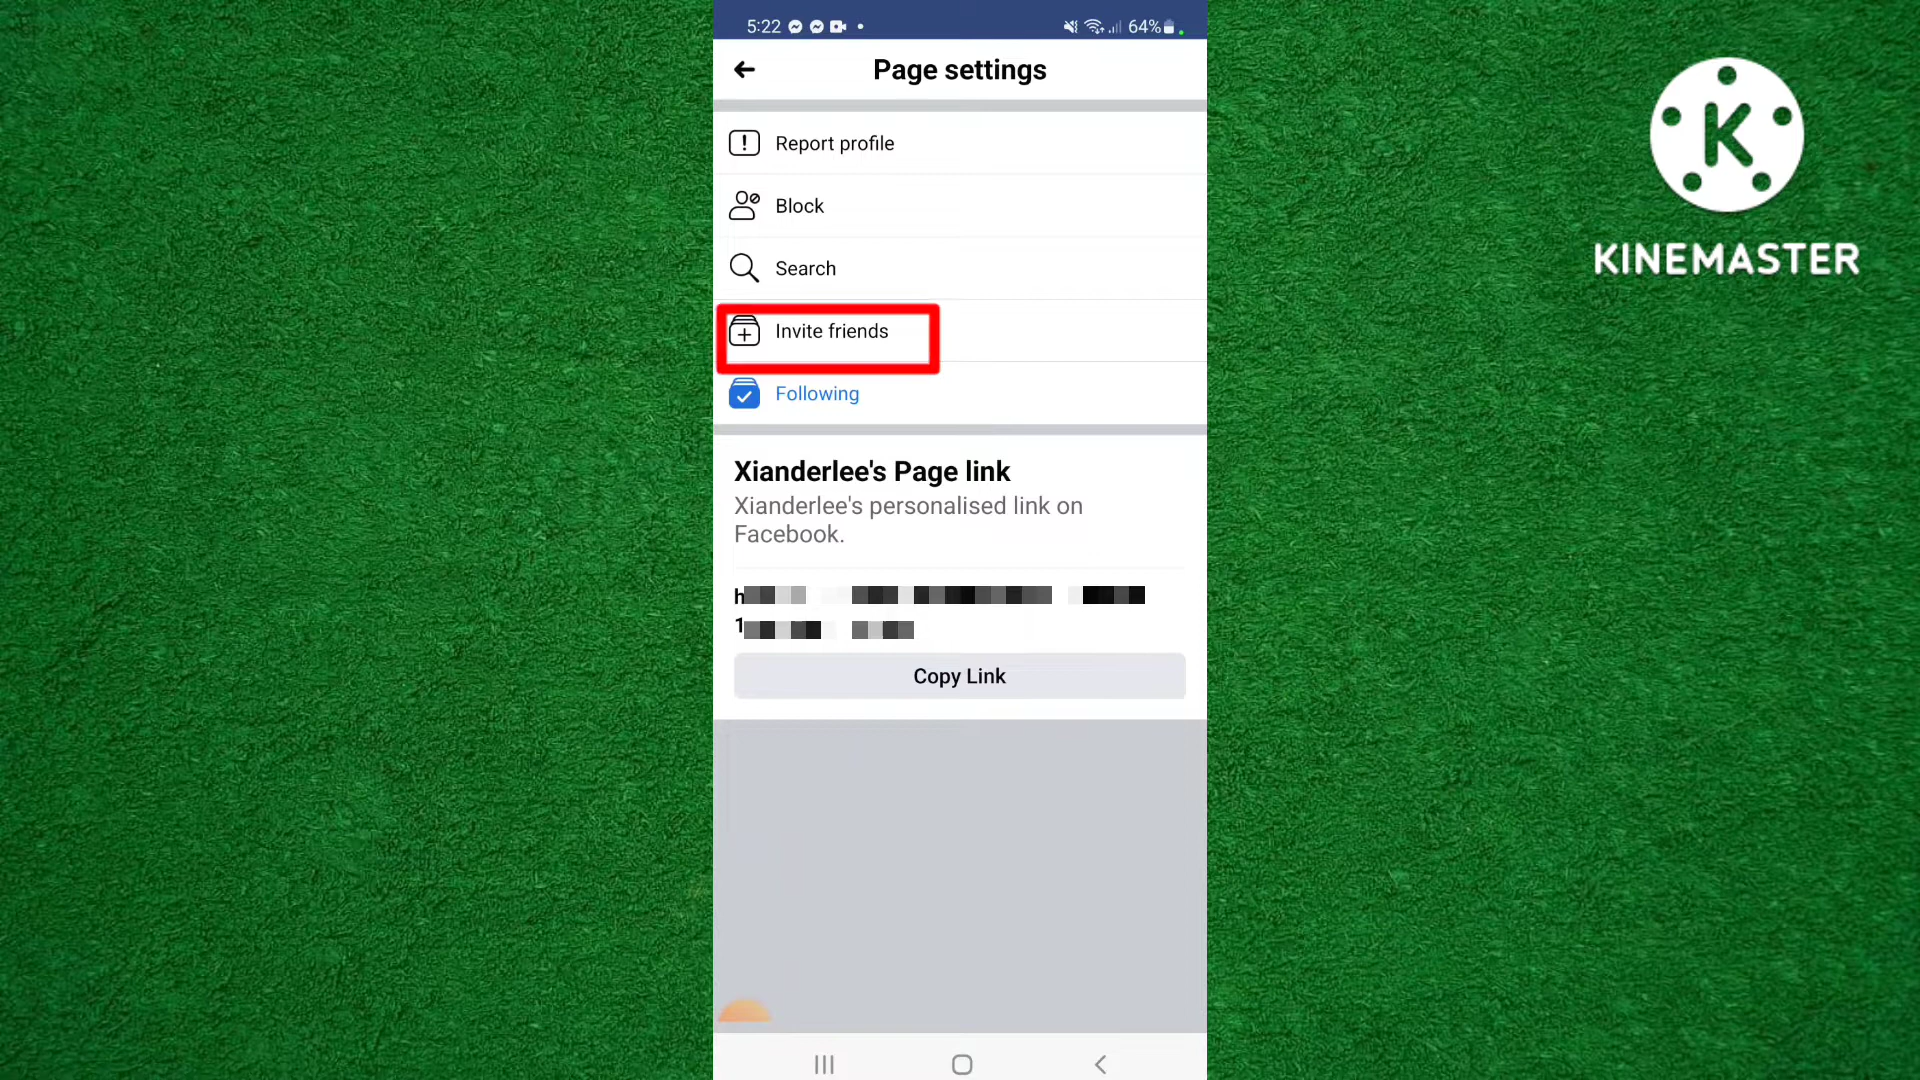 5:22
64%
Page settings
Report profile
Block
Search
Invite friends
Following
Xianderlee's Page link
Xianderlee's personalised link on
Facebook.
h
1
Copy Link
K
KINEMASTER